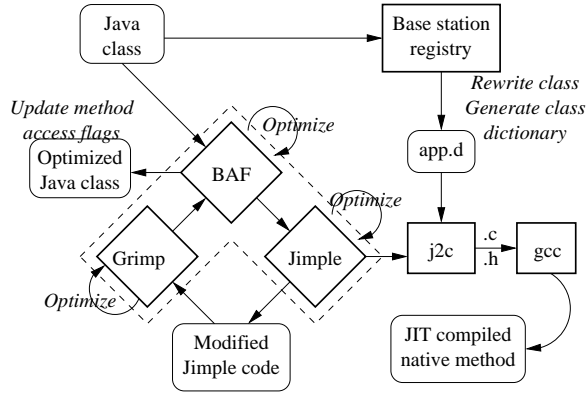 Java
class
Base station
registry
Rewrite class
Generate class
dictionary
Update method
access flags
Optimize
Optimized
Java class
BAF
app.d
Optimize
Grimp
Jimple
j2c
.c
.h
gcc
Optimize
Modified
Jimple code
JIT compiled
native method